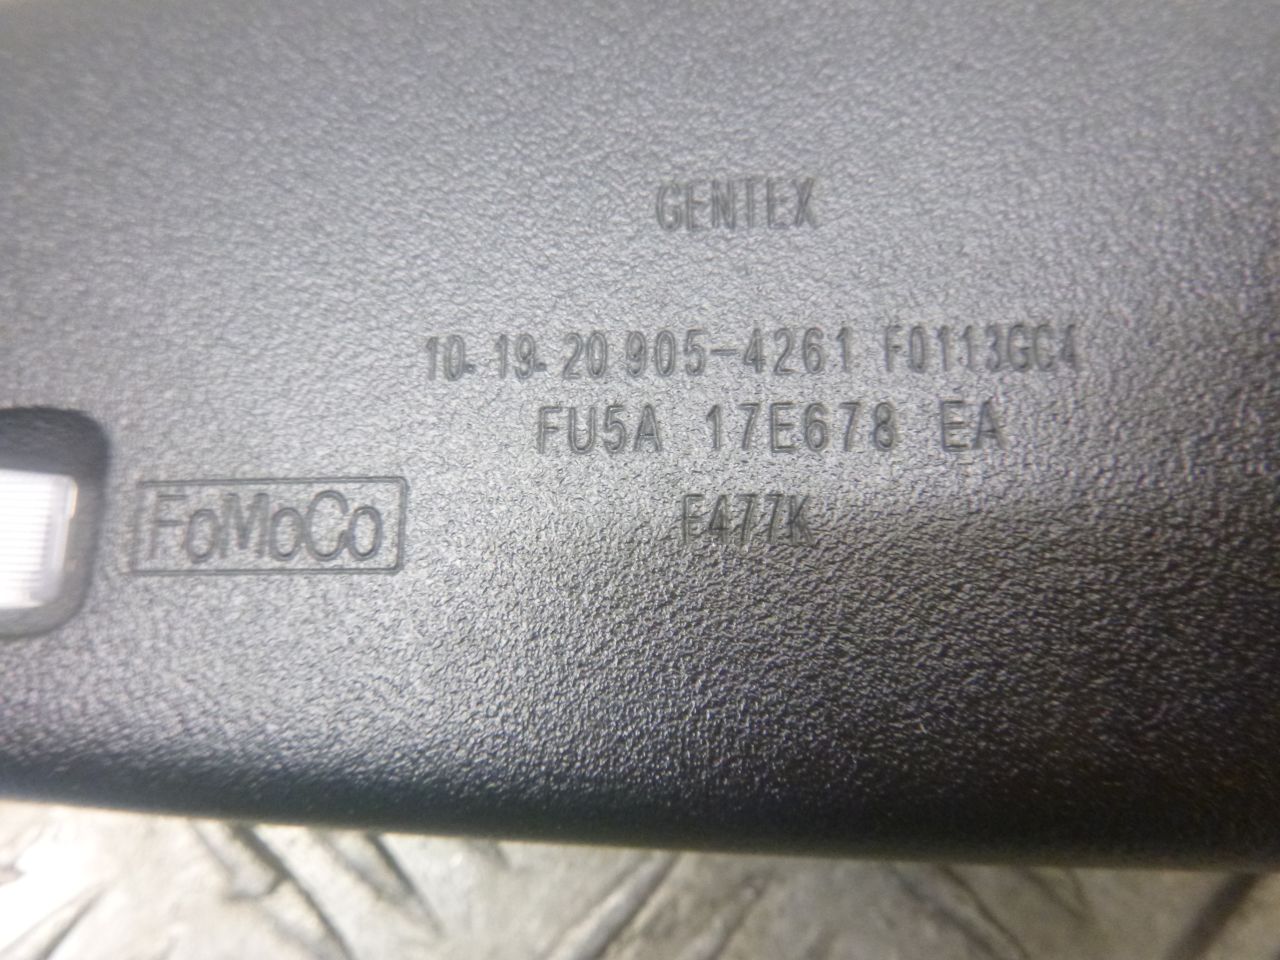 GENTEX
10-19-20 905-4261 F0113GC4
FU5A 17E678 EA
FoMoCo
F477K